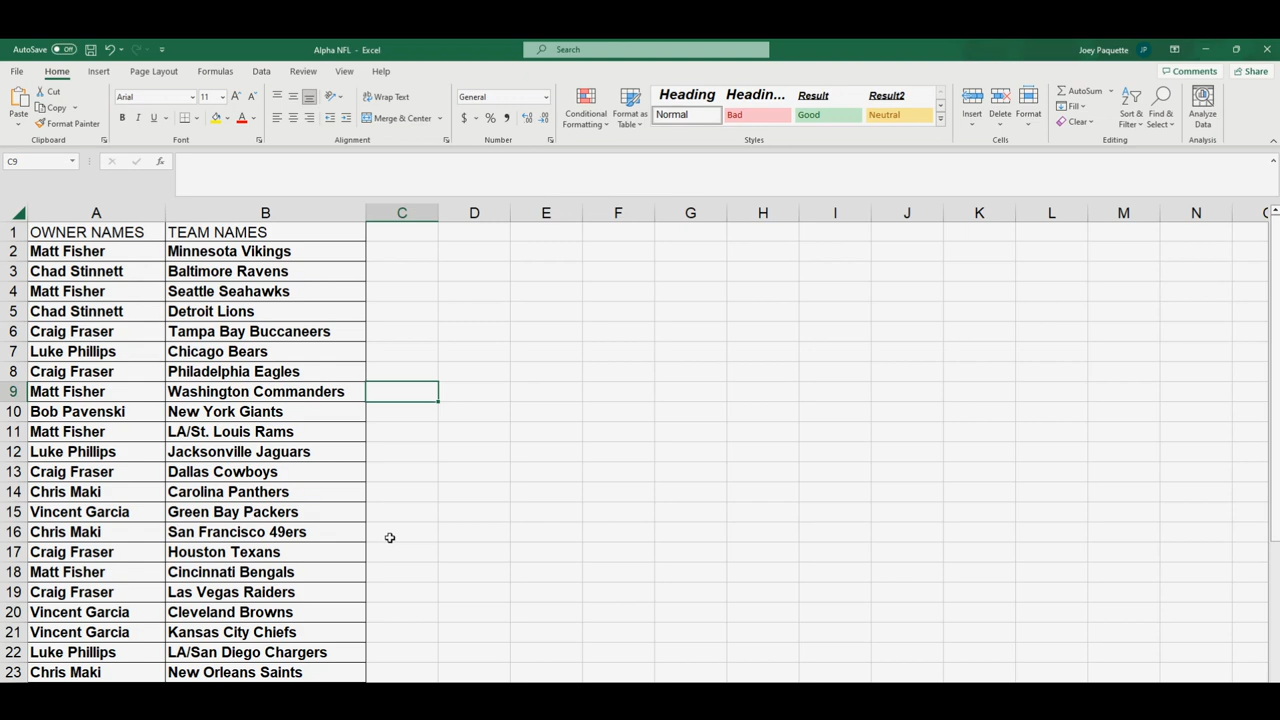 AutoSave Off Alpha NFL - Excel Search Joey Paquette JP
File Home Insert Page Layout Formulas Data Review View Help Comments Share
Cut
Copy
Format Painter
Paste
Clipboard
Arial 11 A A
B I U A
Font
Wrap Text
Merge & Center
Alignment
General
$ % ,
Number
Conditional Formatting
Format as Table
Heading Headin... Result Result2
Normal Bad Good Neutral
Styles
Insert Delete Format
Cells
AutoSum
Fill
Clear
Sort & Filter
Find & Select
Editing
Analyze Data
Analysis
C9 fx
A B C D E F G H I J K L M N
1 OWNER NAMES TEAM NAMES
2 Matt Fisher Minnesota Vikings
3 Chad Stinnett Baltimore Ravens
4 Matt Fisher Seattle Seahawks
5 Chad Stinnett Detroit Lions
6 Craig Fraser Tampa Bay Buccaneers
7 Luke Phillips Chicago Bears
8 Craig Fraser Philadelphia Eagles
9 Matt Fisher Washington Commanders
10 Bob Pavenski New York Giants
11 Matt Fisher LA/St. Louis Rams
12 Luke Phillips Jacksonville Jaguars
13 Craig Fraser Dallas Cowboys
14 Chris Maki Carolina Panthers
15 Vincent Garcia Green Bay Packers
16 Chris Maki San Francisco 49ers
17 Craig Fraser Houston Texans
18 Matt Fisher Cincinnati Bengals
19 Craig Fraser Las Vegas Raiders
20 Vincent Garcia Cleveland Browns
21 Vincent Garcia Kansas City Chiefs
22 Luke Phillips LA/San Diego Chargers
23 Chris Maki New Orleans Saints